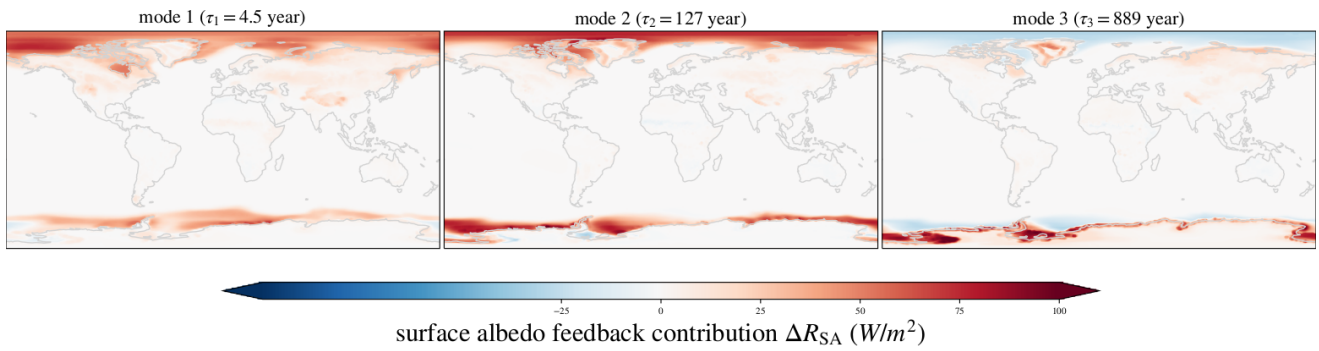 mode 1 (τ₁ = 4.5 year)
mode 2 (τ₂ = 127 year)
mode 3 (τ₃ = 889 year)
−25 0 25 50 75 100
surface albedo feedback contribution ΔR_SA (W/m²)